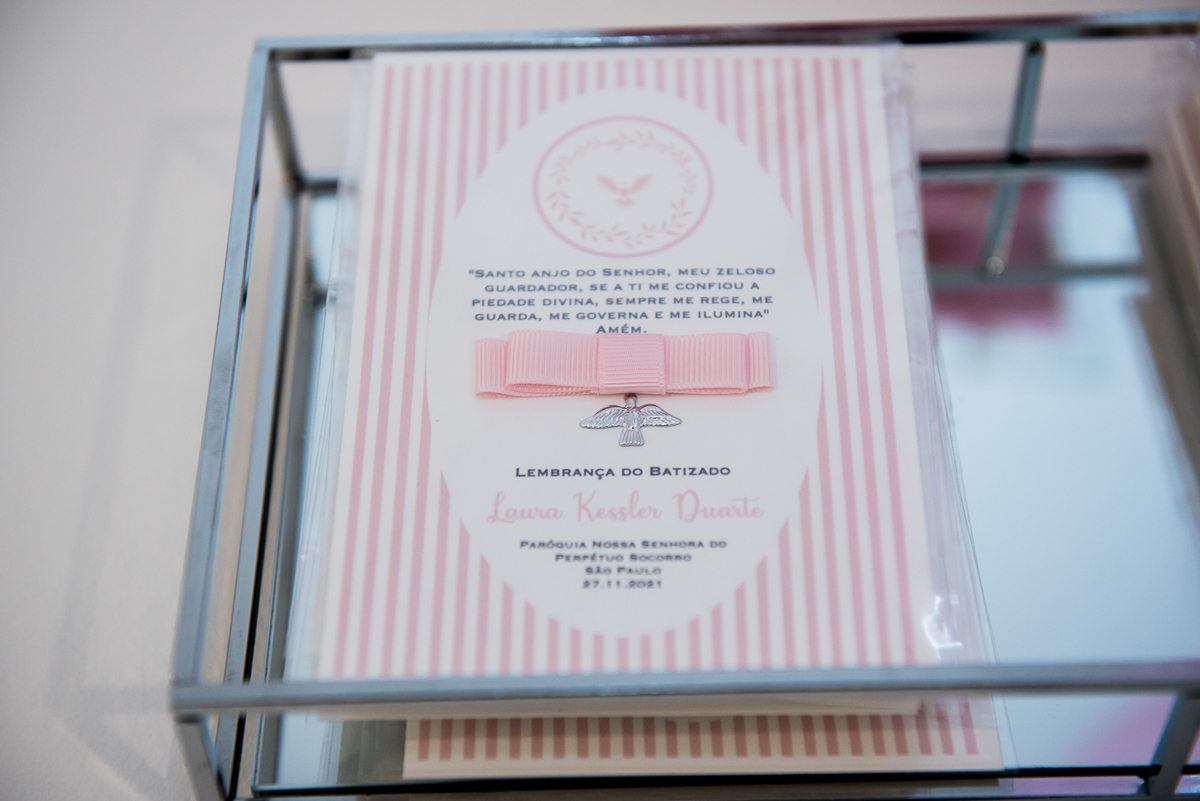 "Santo anjo do Senhor, meu zeloso
guardador, se a ti me confiou a
piedade divina, sempre me rege, me
guarda, me governa e me ilumina"
Amém.
Lembrança do Batizado
Laura Kessler Duarte
Paróquia Nossa Senhora do
Perpétuo Socorro
São Paulo
27.11.2021